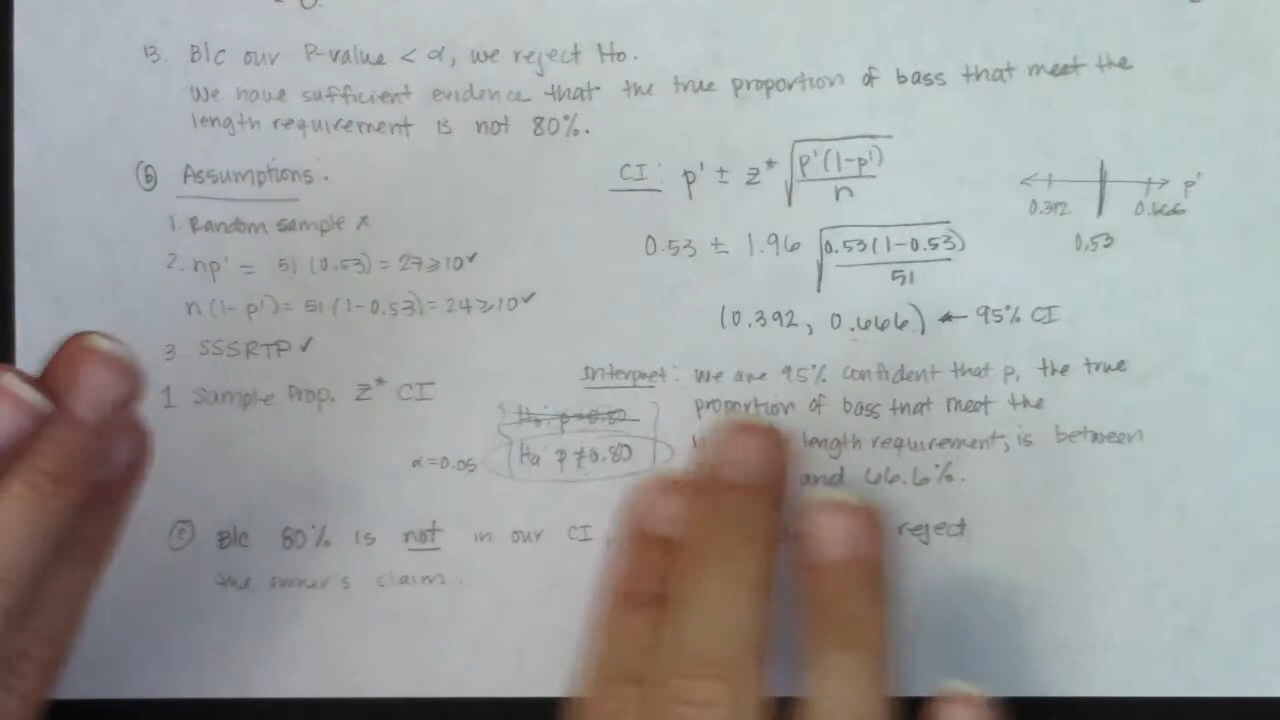 13. B/c our P-value < α, we reject Ho.
We have sufficient evidence that the true proportion of bass that meet the
length requirement is not 80%.
(b) Assumptions:
1. Random sample x
2. np' = 51 (0.53) = 27 ≥ 10 ✓
n(1-p') = 51 (1-0.53) = 24 ≥ 10 ✓
3 SSSRTP ✓
1 Sample Prop. Z* CI
CI: p' ± z* √(p'(1-p')/n)
0.53 ± 1.96 √(0.53(1-0.53)/51)
(0.392, 0.666) ← 95% CI
p'
0.392 0.666
0.53
Interpret: We are 95% confident that p, the true
proportion of bass that meet the
length requirement, is between
and 66.6%.
Ho: p=0.80
α=0.05 Ha: p≠0.80
(c) B/c 80% is not in our CI, reject
the owner's claim.